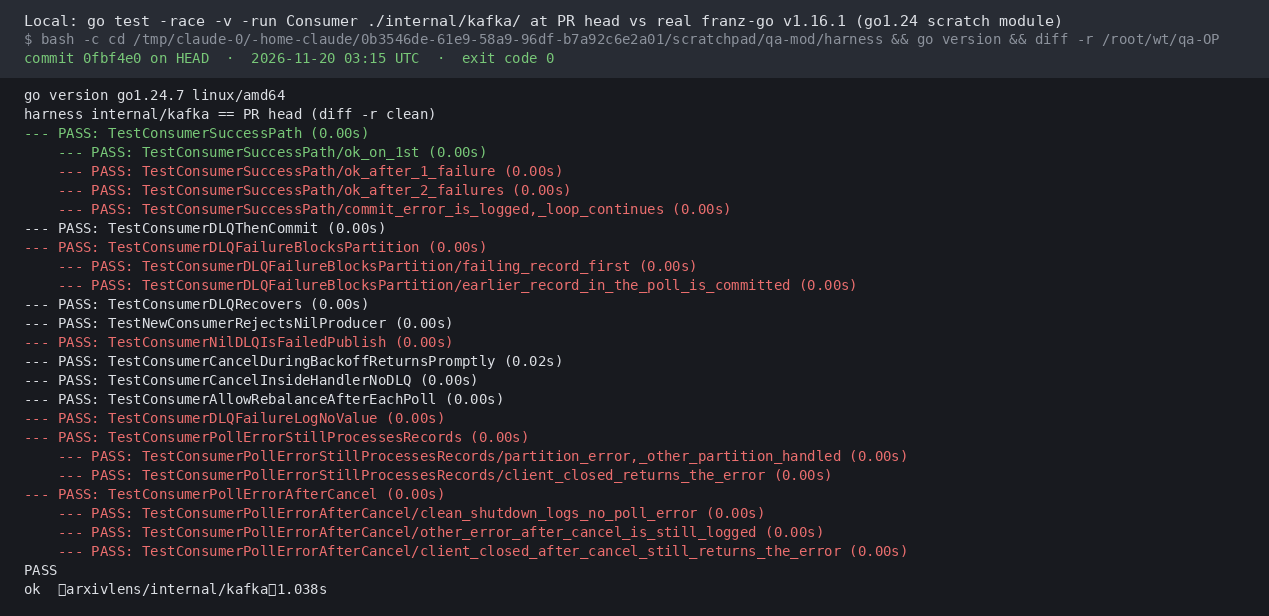 Local: go test -race -v -run Consumer ./internal/kafka/ at PR head vs real franz-go v1.16.1 (go1.24 scratch module)
$ bash -c cd /tmp/claude-0/-home-claude/0b3546de-61e9-58a9-96df-b7a92c6e2a01/scratchpad/qa-mod/harness && go version && diff -r /root/wt/qa-OP
commit 0fbf4e0 on HEAD · 2026-11-20 03:15 UTC · exit code 0
go version go1.24.7 linux/amd64
harness internal/kafka == PR head (diff -r clean)
--- PASS: TestConsumerSuccessPath (0.00s)
    --- PASS: TestConsumerSuccessPath/ok_on_1st (0.00s)
    --- PASS: TestConsumerSuccessPath/ok_after_1_failure (0.00s)
    --- PASS: TestConsumerSuccessPath/ok_after_2_failures (0.00s)
    --- PASS: TestConsumerSuccessPath/commit_error_is_logged,_loop_continues (0.00s)
--- PASS: TestConsumerDLQThenCommit (0.00s)
--- PASS: TestConsumerDLQFailureBlocksPartition (0.00s)
    --- PASS: TestConsumerDLQFailureBlocksPartition/failing_record_first (0.00s)
    --- PASS: TestConsumerDLQFailureBlocksPartition/earlier_record_in_the_poll_is_committed (0.00s)
--- PASS: TestConsumerDLQRecovers (0.00s)
--- PASS: TestNewConsumerRejectsNilProducer (0.00s)
--- PASS: TestConsumerNilDLQIsFailedPublish (0.00s)
--- PASS: TestConsumerCancelDuringBackoffReturnsPromptly (0.02s)
--- PASS: TestConsumerCancelInsideHandlerNoDLQ (0.00s)
--- PASS: TestConsumerAllowRebalanceAfterEachPoll (0.00s)
--- PASS: TestConsumerDLQFailureLogNoValue (0.00s)
--- PASS: TestConsumerPollErrorStillProcessesRecords (0.00s)
    --- PASS: TestConsumerPollErrorStillProcessesRecords/partition_error,_other_partition_handled (0.00s)
    --- PASS: TestConsumerPollErrorStillProcessesRecords/client_closed_returns_the_error (0.00s)
--- PASS: TestConsumerPollErrorAfterCancel (0.00s)
    --- PASS: TestConsumerPollErrorAfterCancel/clean_shutdown_logs_no_poll_error (0.00s)
    --- PASS: TestConsumerPollErrorAfterCancel/other_error_after_cancel_is_still_logged (0.00s)
    --- PASS: TestConsumerPollErrorAfterCancel/client_closed_after_cancel_still_returns_the_error (0.00s)
PASS
ok  arxivlens/internal/kafka 1.038s